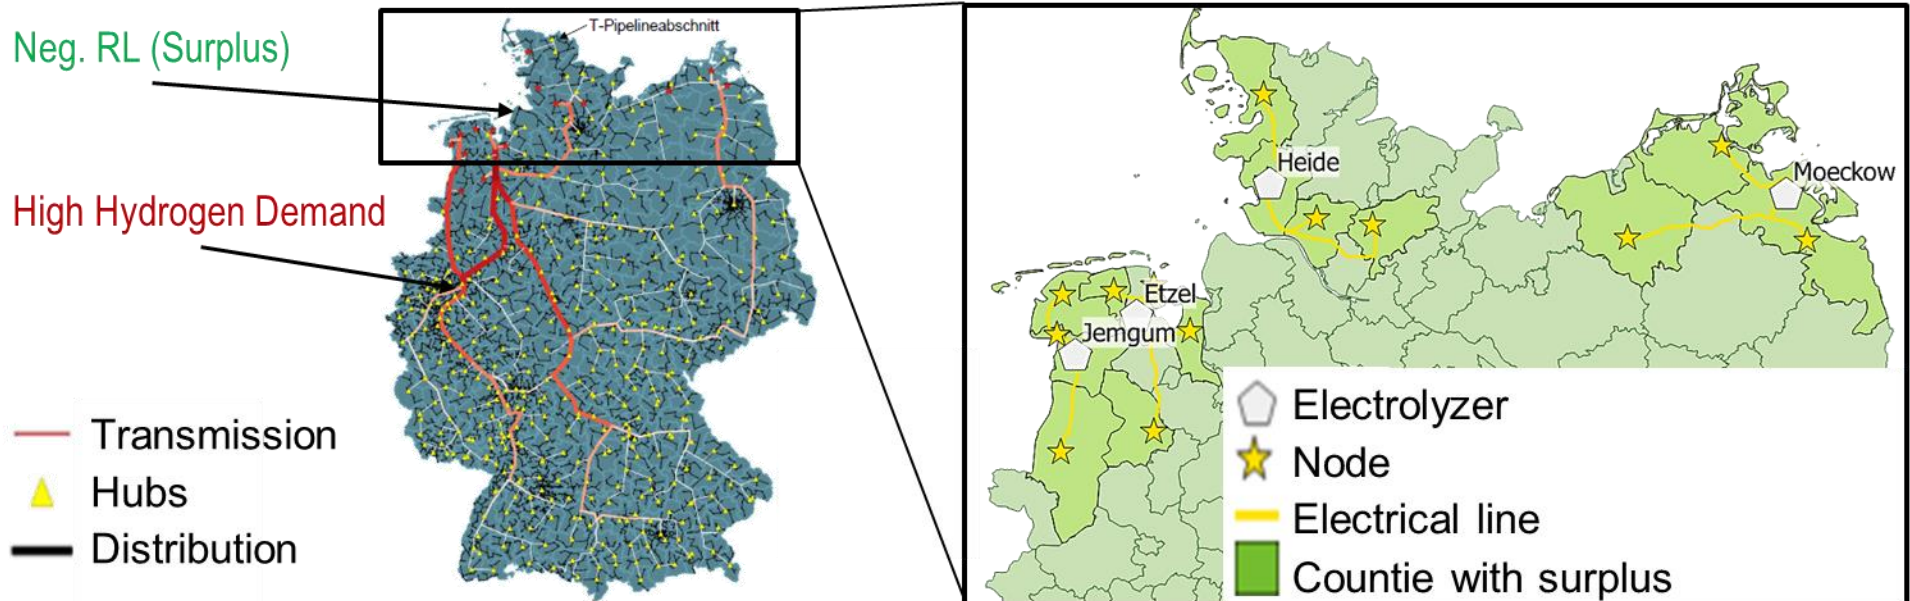 Neg. RL (Surplus)
High Hydrogen Demand
Transmission
Hubs
Distribution
T-Pipelineabschnitt
Heide
Moeckow
Etzel
Jemgum
Electrolyzer
Node
Electrical line
Countie with surplus